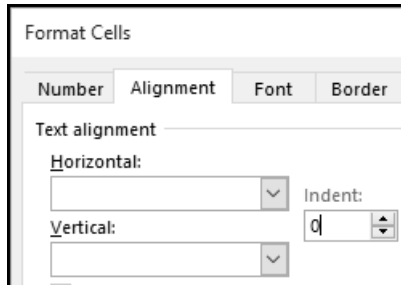 Format Cells
Number Alignment Font Border
Text alignment
Horizontal:
Indent:
0
Vertical: